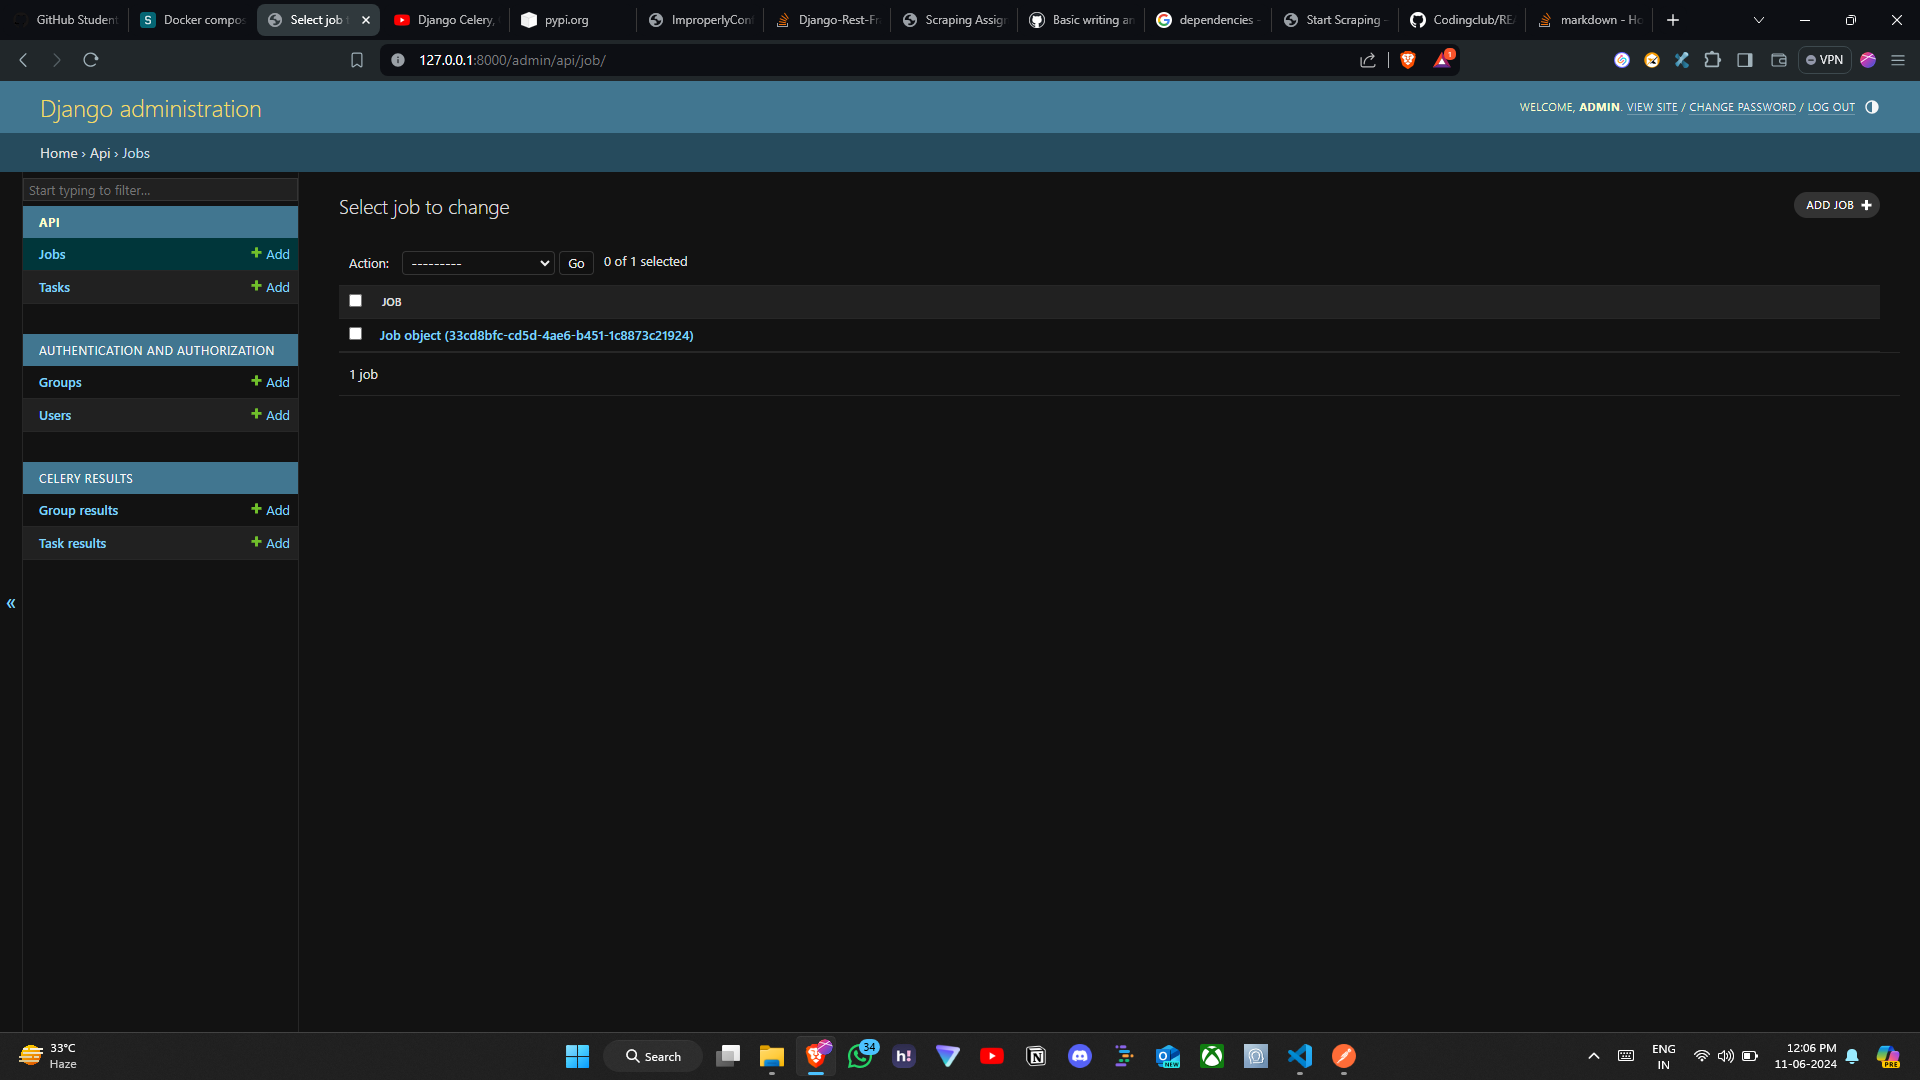 GitHub Student
Docker compos
Select job t
Django Celery,
pypi.org
ImproperlyConf
Django-Rest-Fr
Scraping Assign
Basic writing an
dependencies -
Start Scraping -
Codingclub/REA
markdown - Ho
127.0.0.1:8000/admin/api/job/
1
VPN
Django administration
WELCOME, ADMIN. VIEW SITE / CHANGE PASSWORD / LOG OUT
Home › Api › Jobs
Start typing to filter...
API
Jobs + Add
Tasks + Add
AUTHENTICATION AND AUTHORIZATION
Groups + Add
Users + Add
CELERY RESULTS
Group results + Add
Task results + Add
«
Select job to change
ADD JOB +
Action: --------- Go 0 of 1 selected
JOB
Job object (33cd8bfc-cd5d-4ae6-b451-1c8873c21924)
1 job
33°C
Haze
Search
34
h!
NEW
ENG
IN
12:06 PM
11-06-2024
PRE